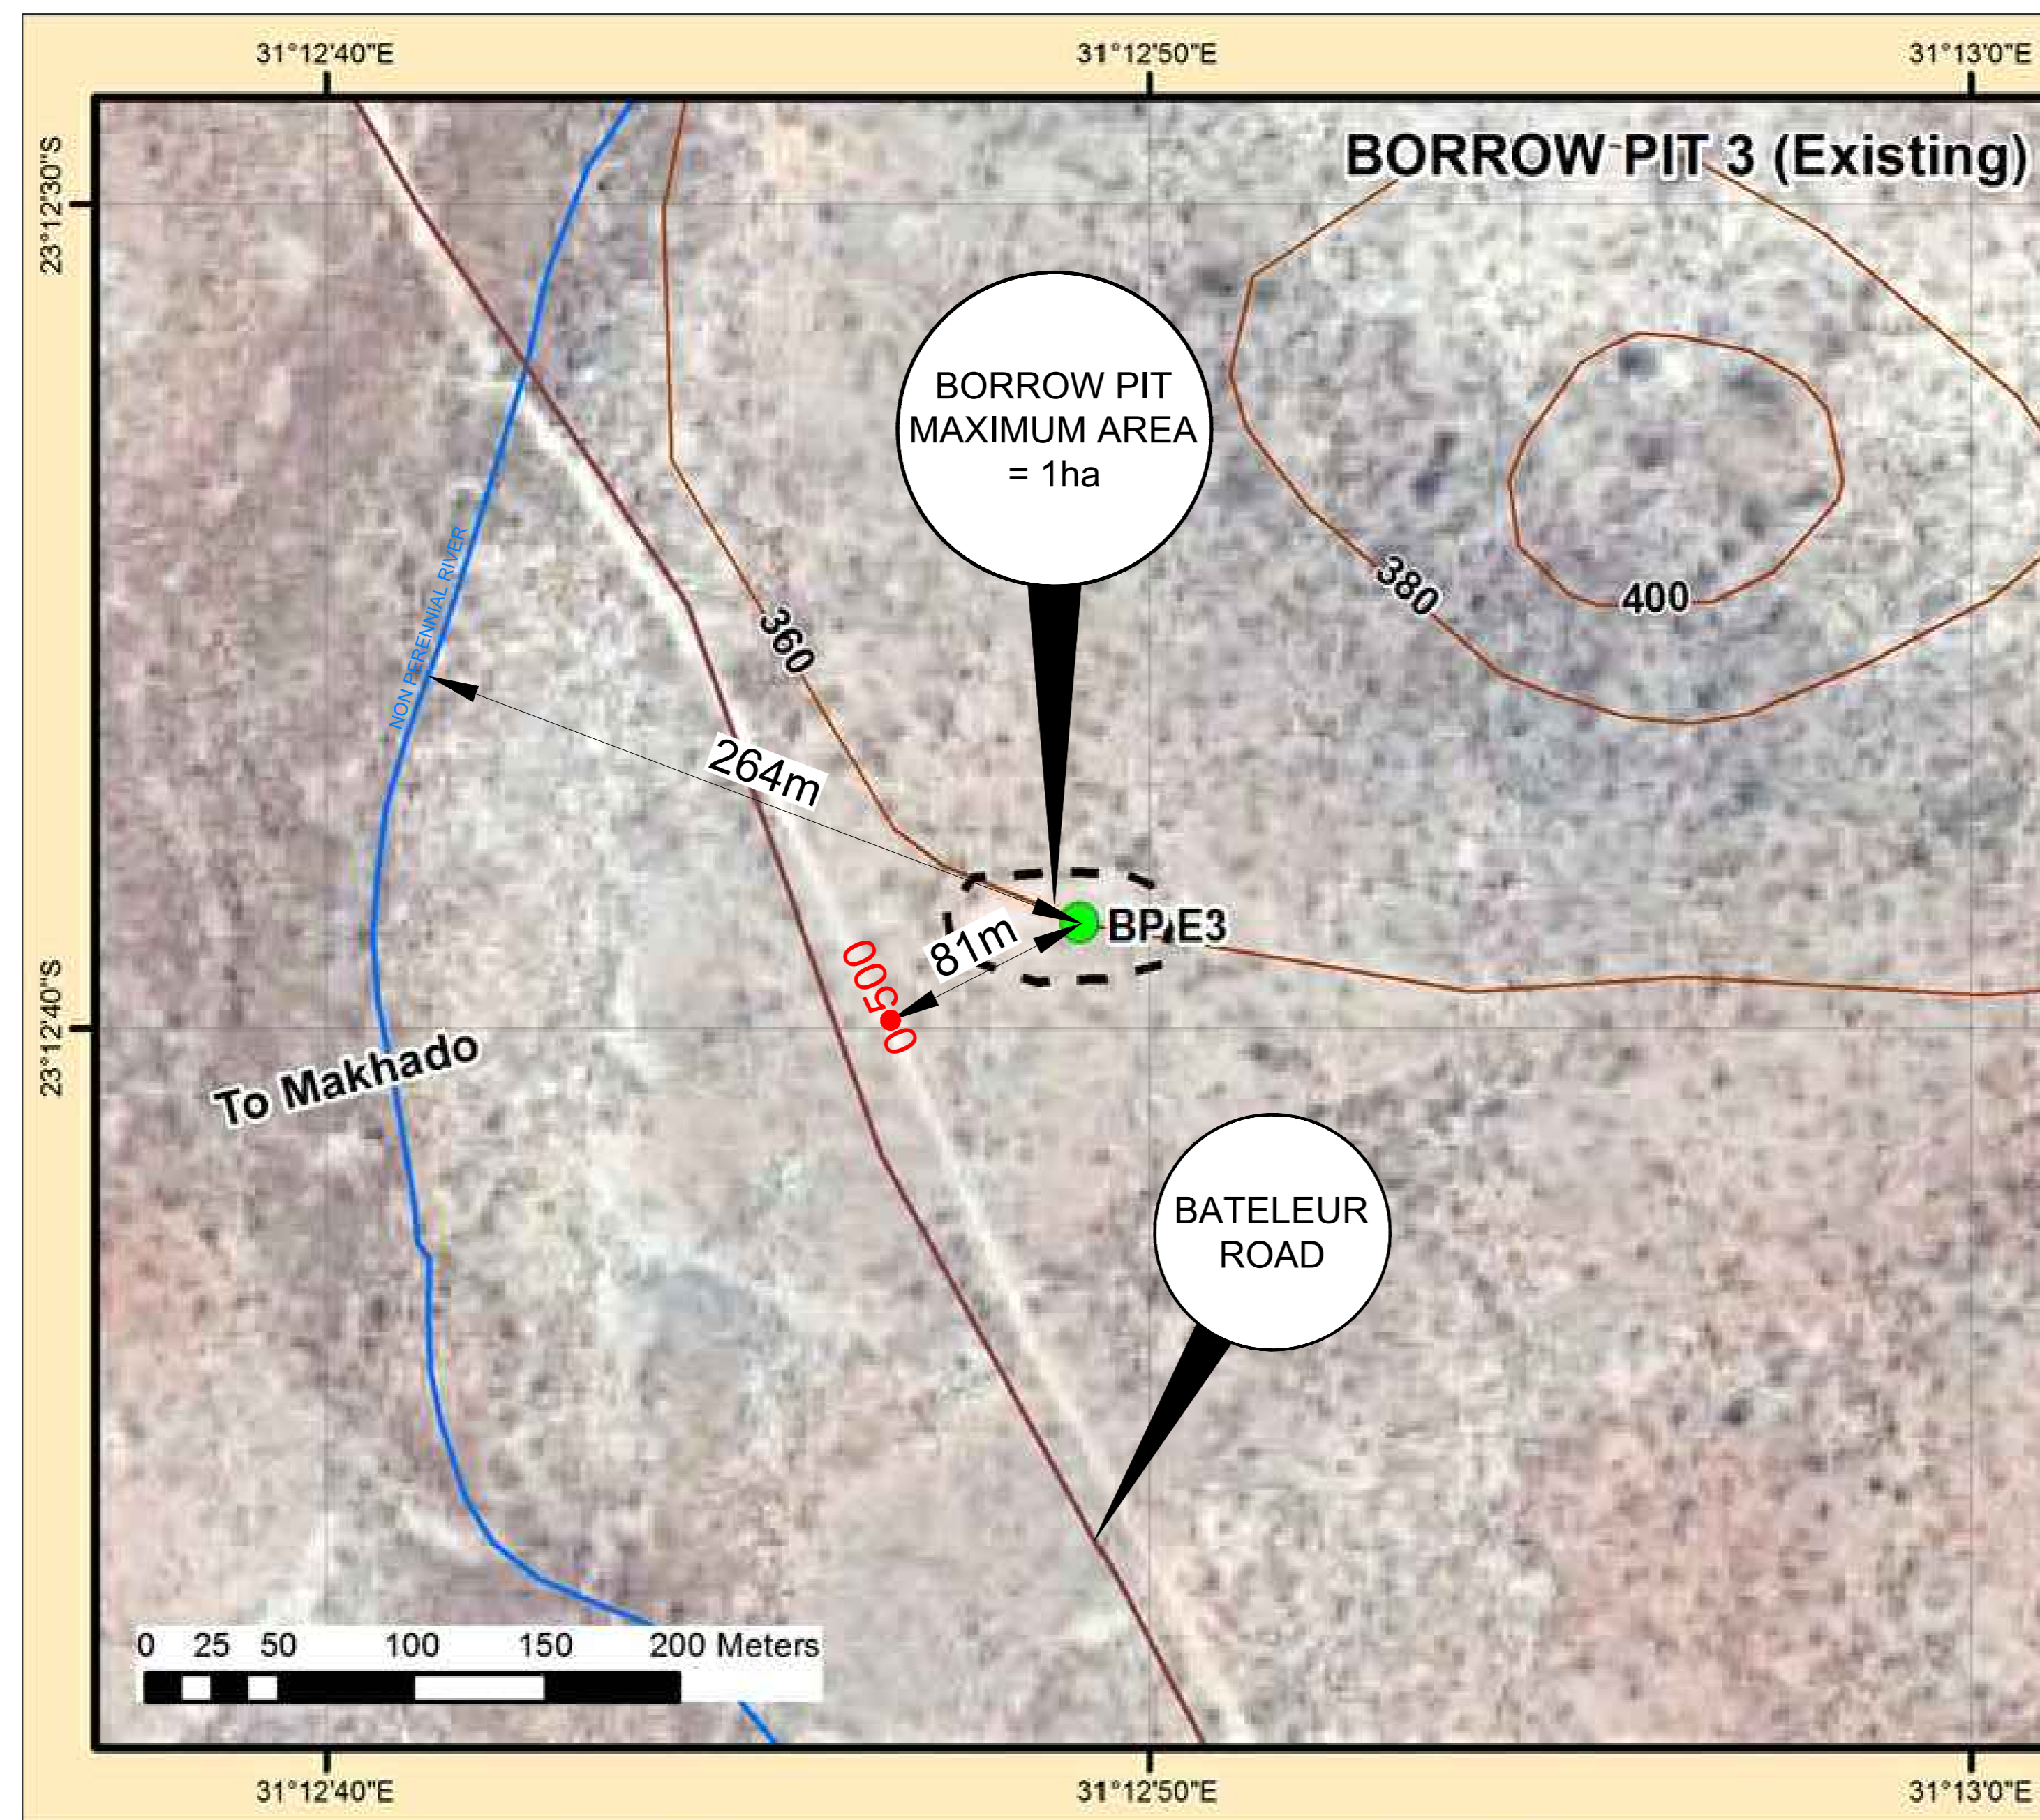 31°12'40"E
31°12'50"E
31°13'0"E
23°12'30"S
BORROW PIT 3 (Existing)
BORROW PIT
MAXIMUM AREA
= 1ha
NON PERENNIAL RIVER
360
380
400
264m
81m
BP E3
0 500
23°12'40"S
To Makhado
BATELEUR
ROAD
0 25 50 100 150 200 Meters
31°12'40"E
31°12'50"E
31°13'0"E